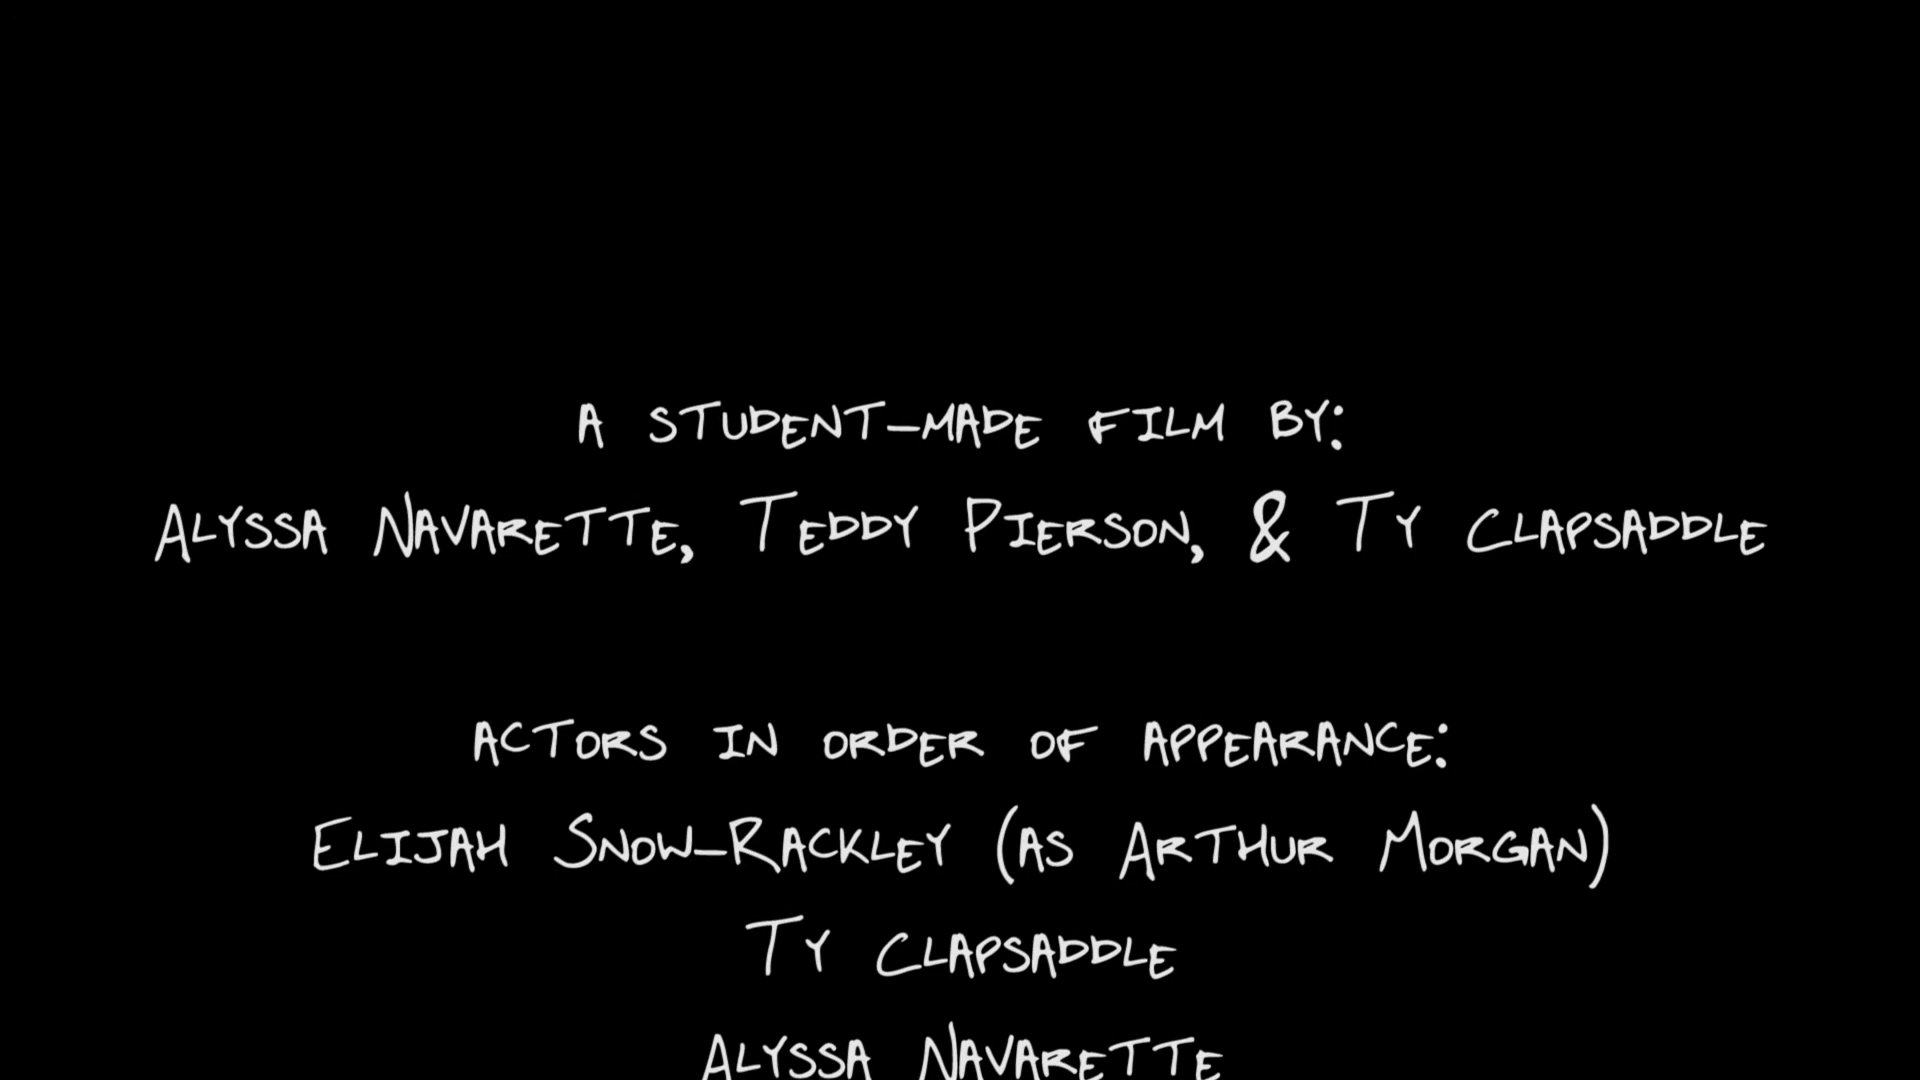 A STUDENT-MADE FILM BY:
ALYSSA NAVARETTE, TEDDY PIERSON, & TY CLAPSADDLE
ACTORS IN ORDER OF APPEARANCE:
ELIJAH SNOW-RACKLEY (AS ARTHUR MORGAN)
TY CLAPSADDLE
ALYSSA NAVARETTE